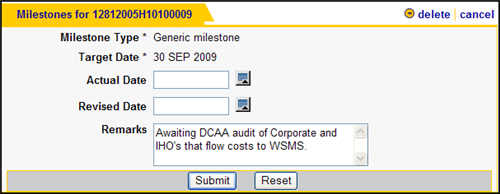 Milestones for 12812005H10100009
delete | cancel
Milestone Type * Generic milestone
Target Date * 30 SEP 2009
Actual Date
Revised Date
Remarks
Awaiting DCAA audit of Corporate and
IHO's that flow costs to WSMS.
Submit Reset